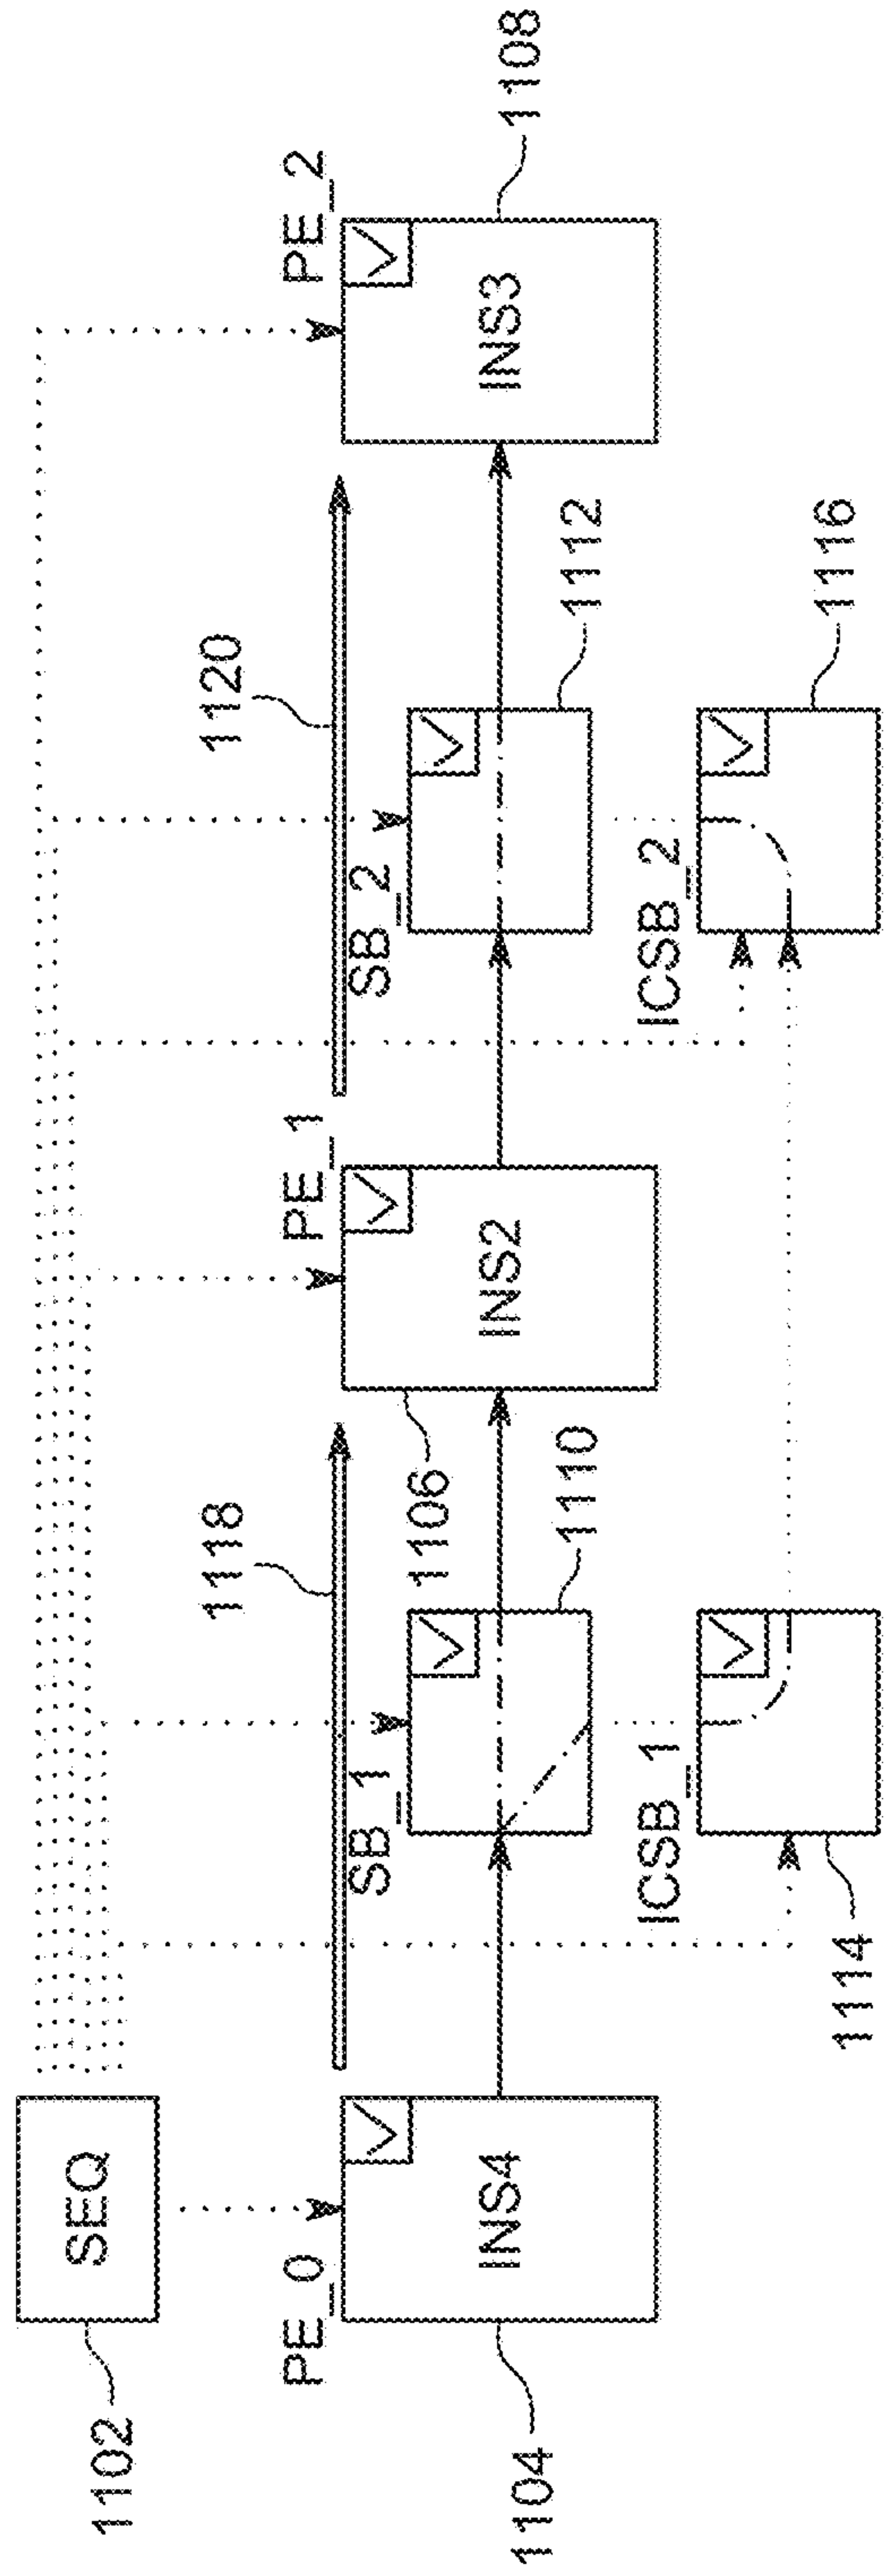 1102
SEQ
1118
1120
PE_0
V
INS4
1104
SB_1
V
1110
PE_1
V
INS2
1106
SB_2
V
1112
PE_2
V
INS3
1108
ICSB_1
V
1114
ICSB_2
V
1116